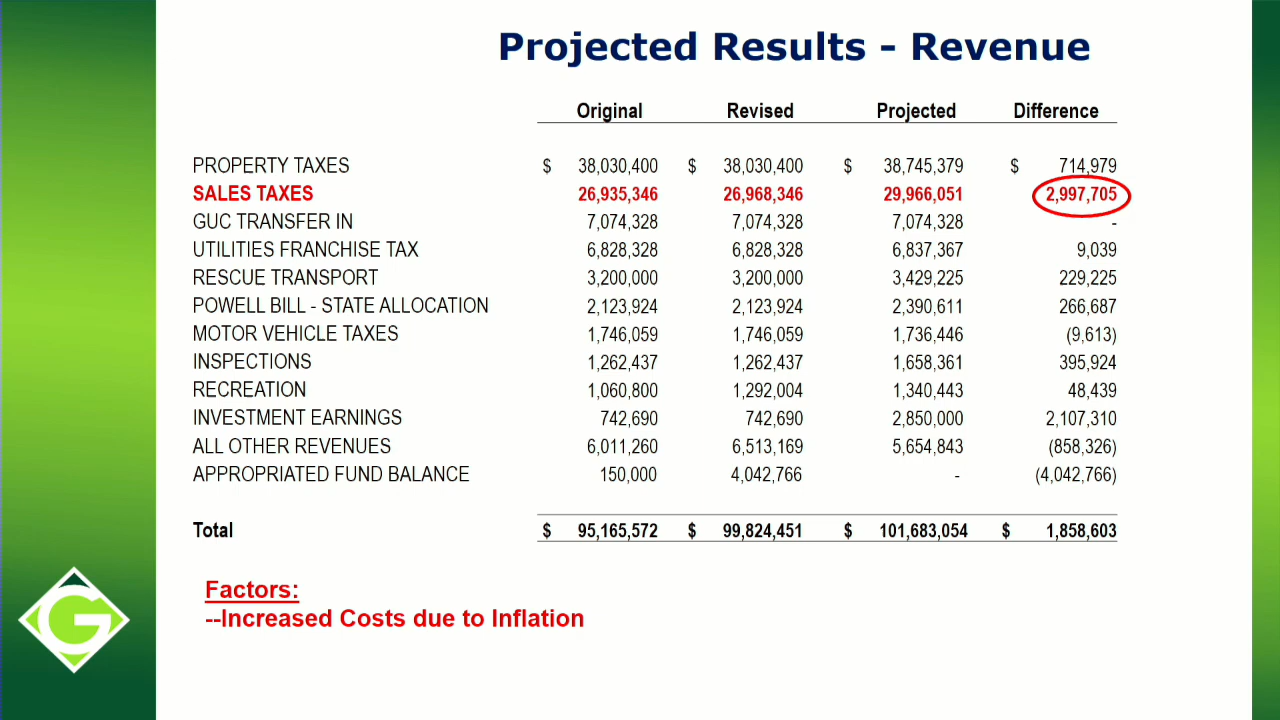 Projected Results - Revenue
Original Revised Projected Difference
PROPERTY TAXES $ 38,030,400 $ 38,030,400 $ 38,745,379 $ 714,979
SALES TAXES 26,935,346 26,968,346 29,966,051 2,997,705
GUC TRANSFER IN 7,074,328 7,074,328 7,074,328 -
UTILITIES FRANCHISE TAX 6,828,328 6,828,328 6,837,367 9,039
RESCUE TRANSPORT 3,200,000 3,200,000 3,429,225 229,225
POWELL BILL - STATE ALLOCATION 2,123,924 2,123,924 2,390,611 266,687
MOTOR VEHICLE TAXES 1,746,059 1,746,059 1,736,446 (9,613)
INSPECTIONS 1,262,437 1,262,437 1,658,361 395,924
RECREATION 1,060,800 1,292,004 1,340,443 48,439
INVESTMENT EARNINGS 742,690 742,690 2,850,000 2,107,310
ALL OTHER REVENUES 6,011,260 6,513,169 5,654,843 (858,326)
APPROPRIATED FUND BALANCE 150,000 4,042,766 - (4,042,766)
Total $ 95,165,572 $ 99,824,451 $ 101,683,054 $ 1,858,603
Factors:
--Increased Costs due to Inflation
G